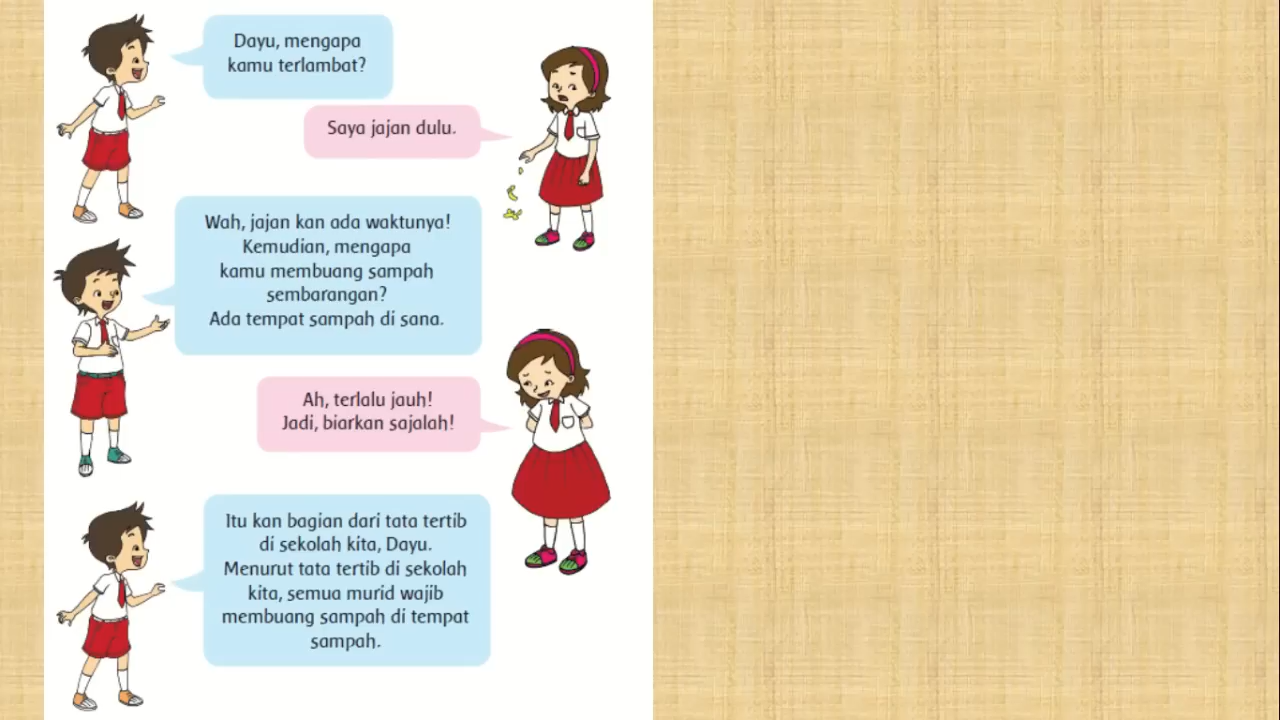 Dayu, mengapa
kamu terlambat?
Saya jajan dulu.
Wah, jajan kan ada waktunya!
Kemudian, mengapa
kamu membuang sampah
sembarangan?
Ada tempat sampah di sana.
Ah, terlalu jauh!
Jadi, biarkan sajalah!
Itu kan bagian dari tata tertib
di sekolah kita, Dayu.
Menurut tata tertib di sekolah
kita, semua murid wajib
membuang sampah di tempat
sampah.